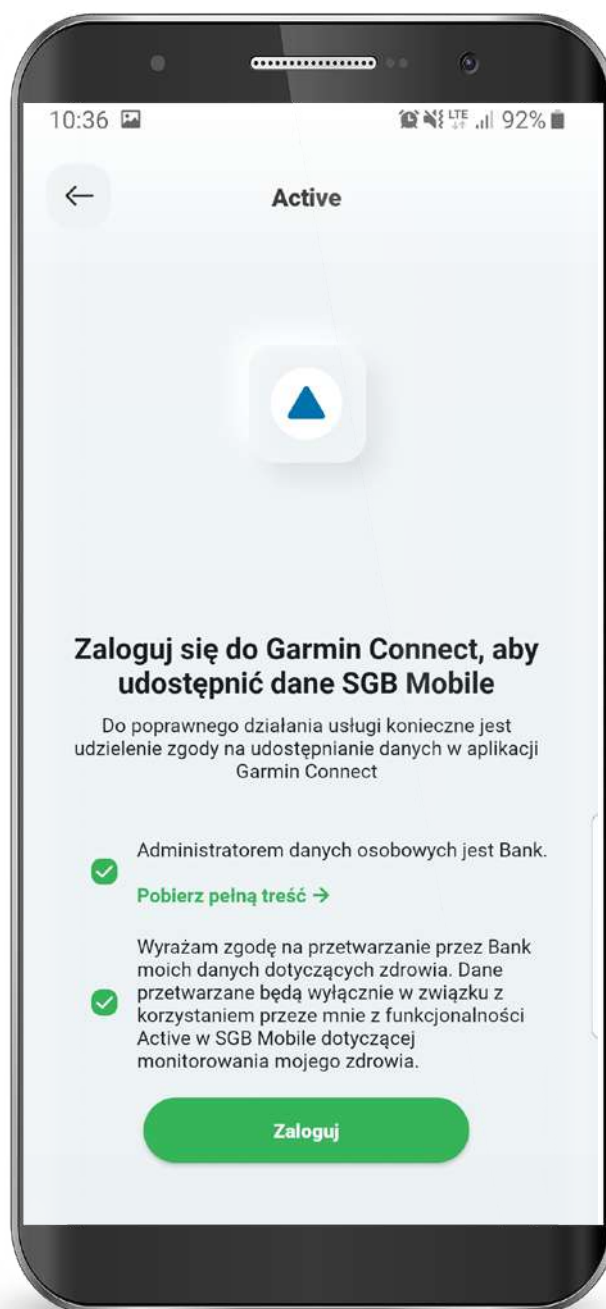 10:36
LTE
92%
Active
Zaloguj się do Garmin Connect, aby
udostępnić dane SGB Mobile
Do poprawnego działania usługi konieczne jest
udzielenie zgody na udostępnianie danych w aplikacji
Garmin Connect
Administratorem danych osobowych jest Bank.
Pobierz pełną treść →
Wyrażam zgodę na przetwarzanie przez Bank
moich danych dotyczących zdrowia. Dane
przetwarzane będą wyłącznie w związku z
korzystaniem przeze mnie z funkcjonalności
Active w SGB Mobile dotyczącej
monitorowania mojego zdrowia.
Zaloguj